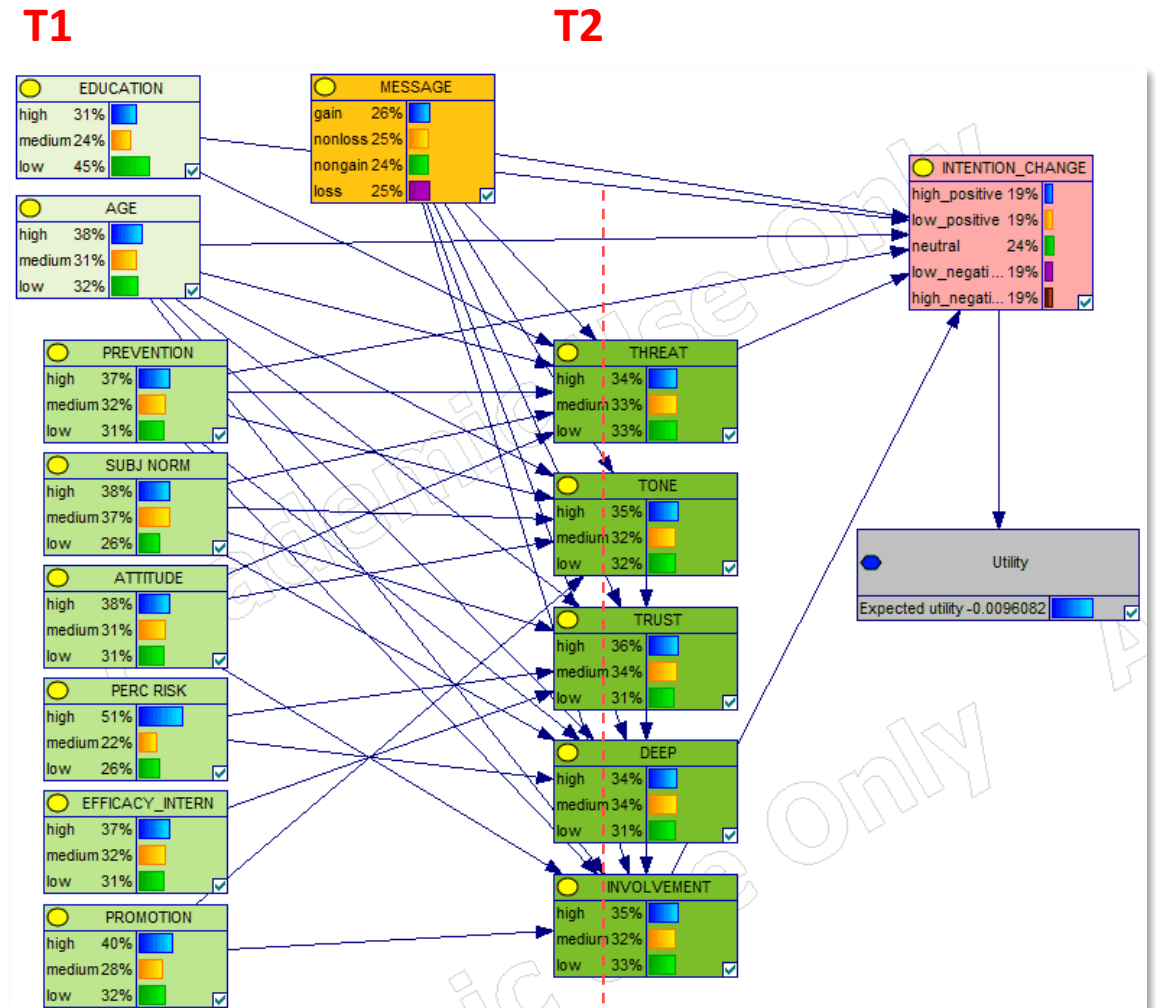 T1
T2
EDUCATION
high 31%
medium 24%
low 45%
MESSAGE
gain 26%
nonloss 25%
nongain 24%
loss 25%
INTENTION_CHANGE
high_positive 19%
low_positive 19%
neutral 24%
low_negati... 19%
high_negati... 19%
AGE
high 38%
medium 31%
low 32%
PREVENTION
high 37%
medium 32%
low 31%
THREAT
high 34%
medium 33%
low 33%
SUBJ NORM
high 38%
medium 37%
low 26%
TONE
high 35%
medium 32%
low 32%
Utility
Expected utility -0.0096082
ATTITUDE
high 38%
medium 31%
low 31%
TRUST
high 36%
medium 34%
low 31%
PERC RISK
high 51%
medium 22%
low 26%
DEEP
high 34%
medium 34%
low 31%
EFFICACY_INTERN
high 37%
medium 32%
low 31%
INVOLVEMENT
high 35%
medium 32%
low 33%
PROMOTION
high 40%
medium 28%
low 32%
ademic use Only
ic use Only
A